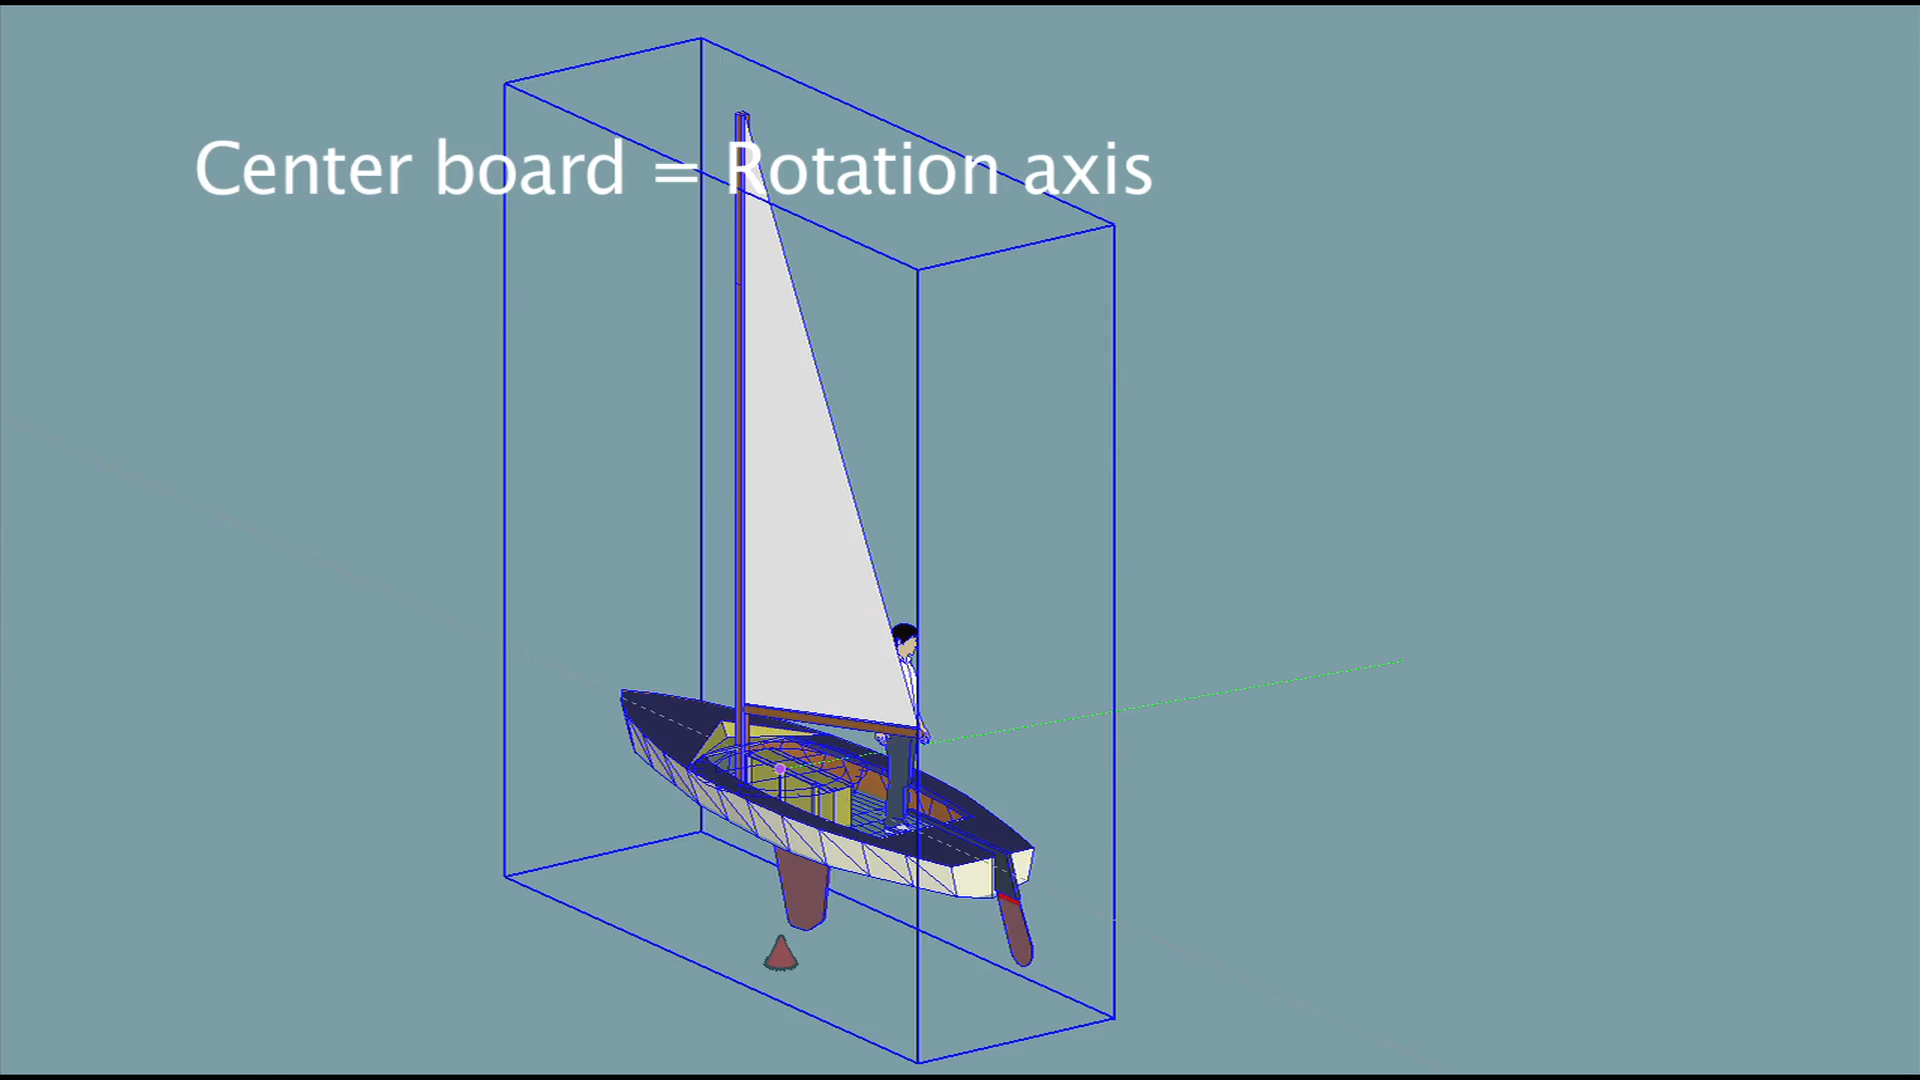 Center board = Rotation axis